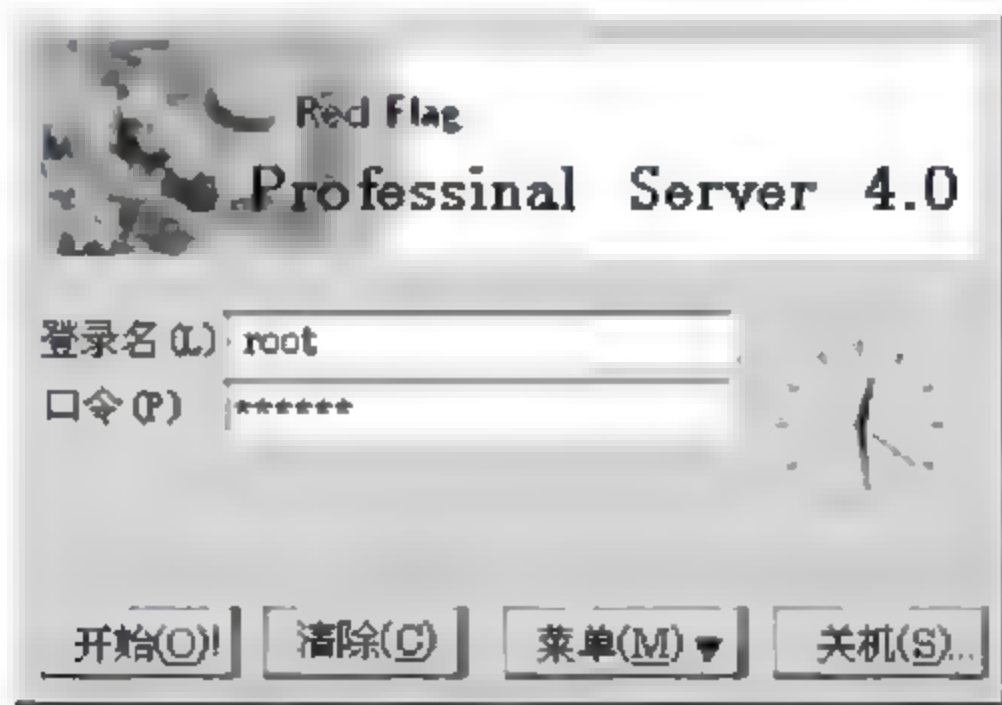 Red Flag
Professinal Server 4.0
登录名(L) root
口令(P) ******
开始(O)! 清除(C) 菜单(M) 关机(S)...